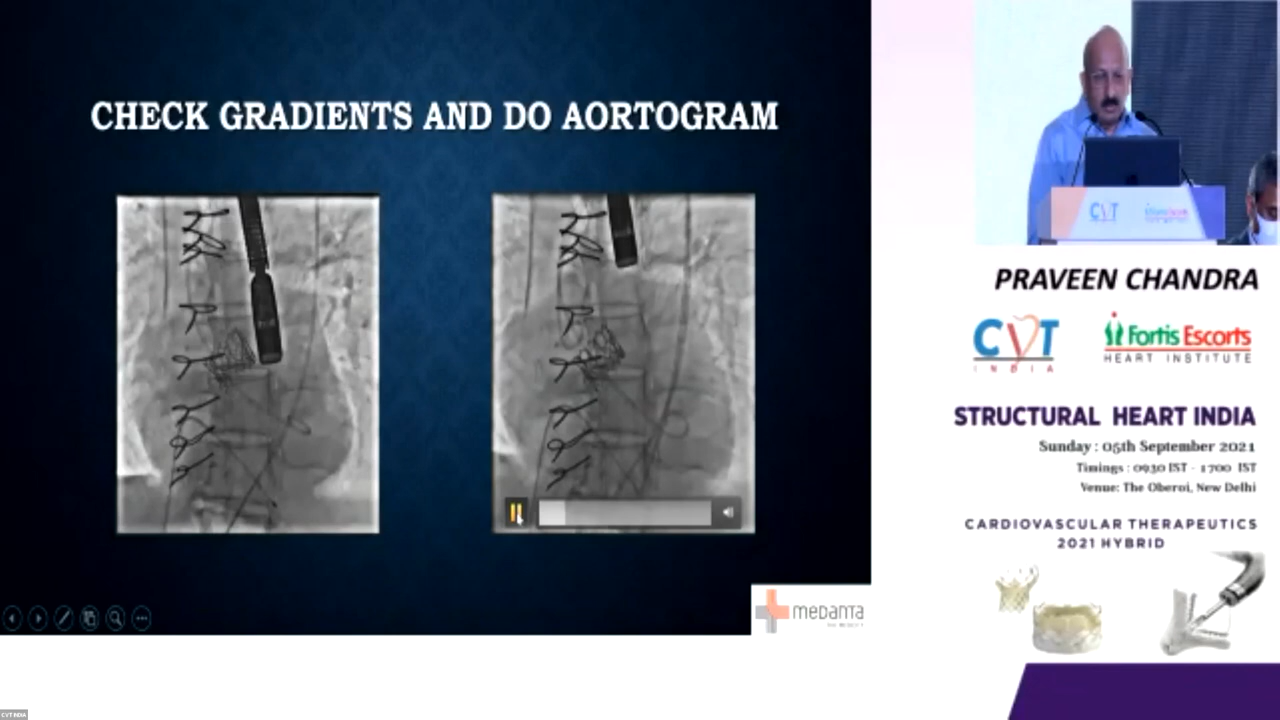 CHECK GRADIENTS AND DO AORTOGRAM
medanta
CVT INDIA
CVT
PRAVEEN CHANDRA
CVT
INDIA
Fortis Escorts
HEART INSTITUTE
STRUCTURAL HEART INDIA
Sunday : 05th September 2021
Timings : 0930 IST - 1700 IST
Venue: The Oberoi, New Delhi
CARDIOVASCULAR THERAPEUTICS
2021 HYBRID